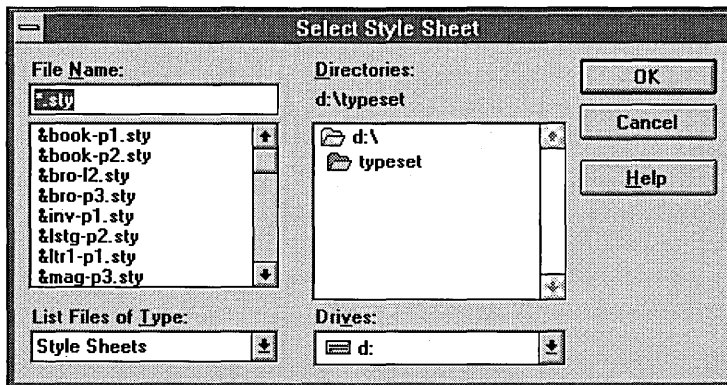 Select Style Sheet
File Name:
*.sty
&book-p1.sty
&book-p2.sty
&bro-l2.sty
&bro-p3.sty
&inv-p1.sty
&lstg-p2.sty
&ltr1-p1.sty
&mag-p3.sty
List Files of Type:
Style Sheets
Directories:
d:\typeset
d:\
typeset
Drives:
d:
OK
Cancel
Help